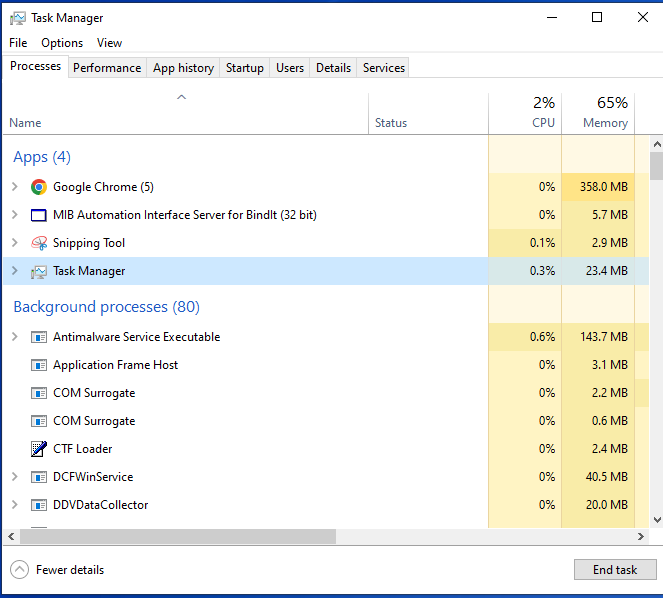 Task Manager
File Options View
Processes Performance App history Startup Users Details Services
2% 65%
Name Status CPU Memory
Apps (4)
Google Chrome (5) 0% 358.0 MB
MIB Automation Interface Server for BindIt (32 bit) 0% 5.7 MB
Snipping Tool 0.1% 2.9 MB
Task Manager 0.3% 23.4 MB
Background processes (80)
Antimalware Service Executable 0.6% 143.7 MB
Application Frame Host 0% 3.1 MB
COM Surrogate 0% 2.2 MB
COM Surrogate 0% 0.6 MB
CTF Loader 0% 2.4 MB
DCFWinService 0% 40.5 MB
DDVDataCollector 0% 20.0 MB
Fewer details End task